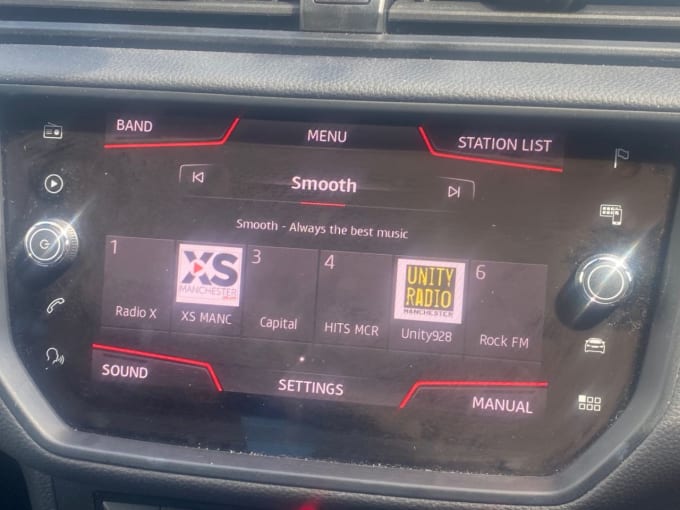 BAND
MENU
STATION LIST
Smooth
Smooth - Always the best music
1
Radio X
XS
MANCHESTER
XS MANC
3
Capital
4
HITS MCR
UNITY
RADIO
MANCHESTER
Unity928
6
Rock FM
SOUND
SETTINGS
MANUAL